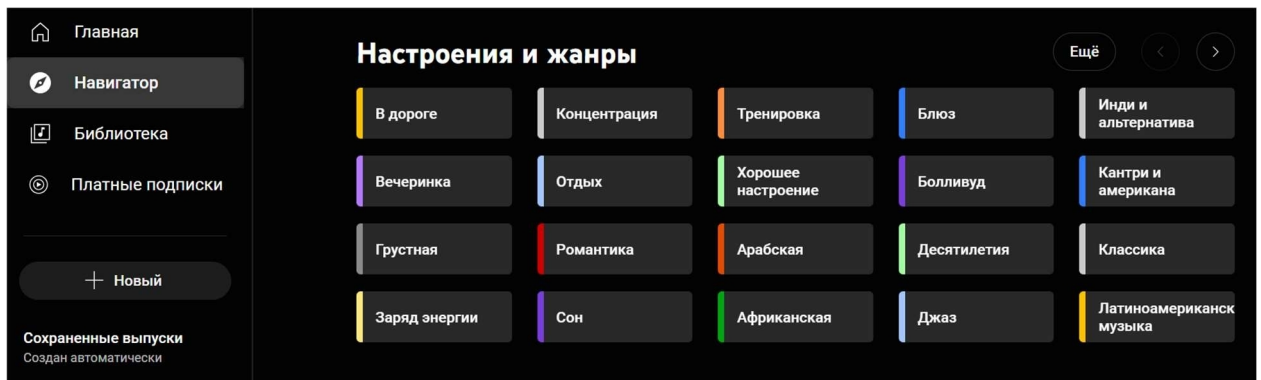 Главная
Навигатор
Библиотека
Платные подписки
Новый
Сохраненные выпуски
Создан автоматически
Настроения и жанры
Ещё
В дороге
Концентрация
Тренировка
Блюз
Инди и
альтернатива
Вечеринка
Отдых
Хорошее
настроение
Болливуд
Кантри и
американа
Грустная
Романтика
Арабская
Десятилетия
Классика
Заряд энергии
Сон
Африканская
Джаз
Латиноамериканск
музыка